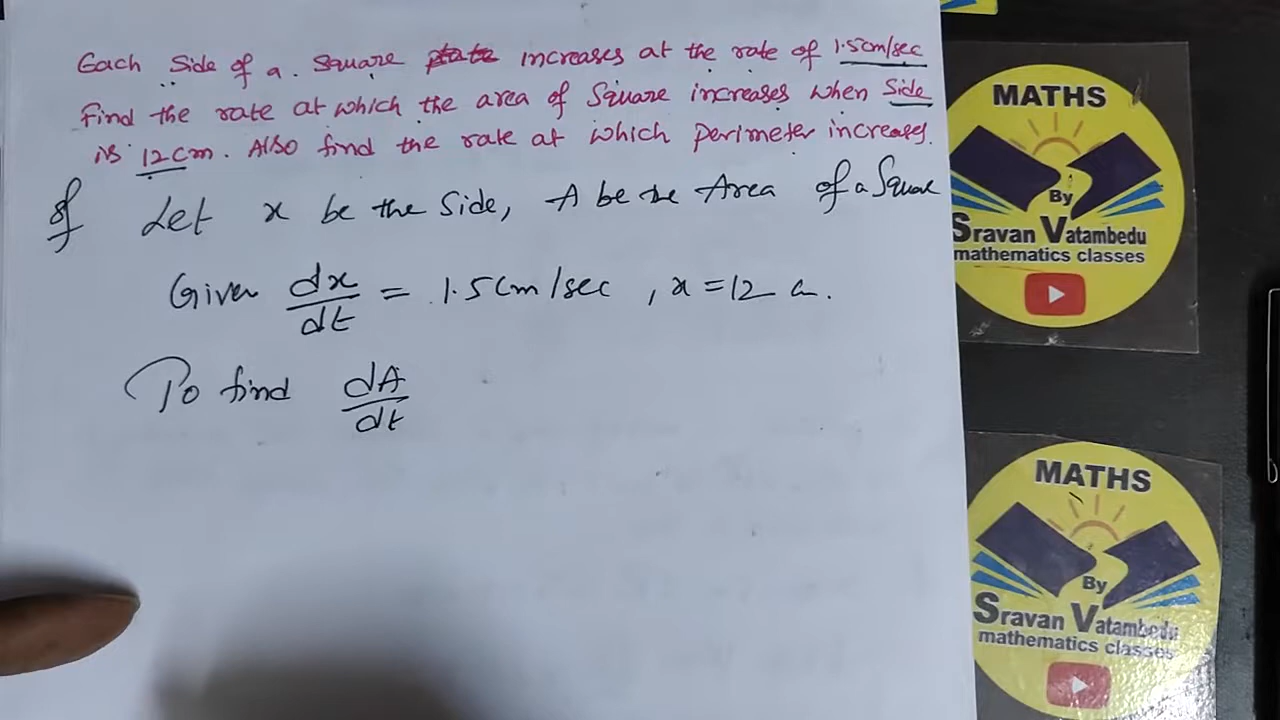 Each Side of a. Square plate increases at the rate of 1.5cm/sec
Find the rate at which the area of Square increases when Side
is 12cm. Also find the rate at which perimeter increases.
Let x be the Side, A be the Area of a Square
Given dx/dt = 1.5cm/sec, x=12 c.
To find dA/dt
MATHS
By
Sravan Vatambedu
mathematics classes
MATHS
By
Sravan Vatambedu
mathematics classes